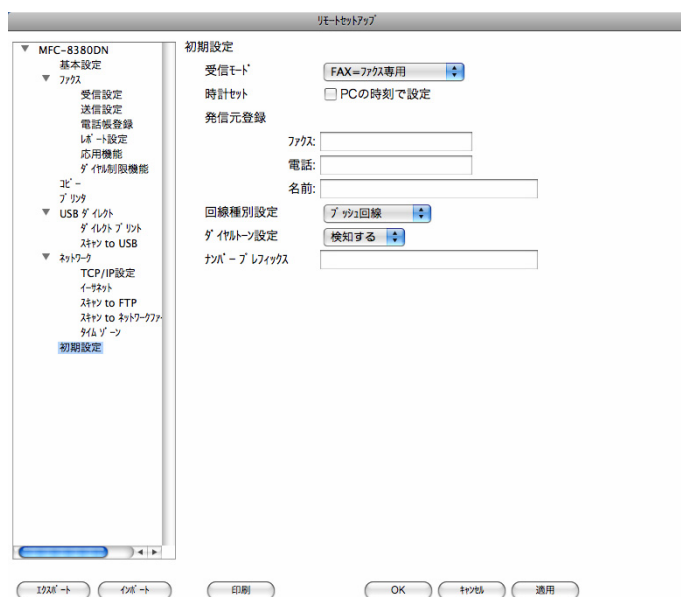 ﾘﾓｰﾄｾｯﾄｱｯﾌﾟ
MFC-8380DN
基本設定
ﾌｧｸｽ
受信設定
送信設定
電話帳登録
ﾚﾎﾟｰﾄ設定
応用機能
ﾀﾞｲﾔﾙ制限機能
ｺﾋﾟｰ
ﾌﾟﾘﾝﾀ
USB ﾀﾞｲﾚｸﾄ
ﾀﾞｲﾚｸﾄ ﾌﾟﾘﾝﾄ
ｽｷｬﾝ to USB
ﾈｯﾄﾜｰｸ
TCP/IP設定
ｲｰｻﾈｯﾄ
ｽｷｬﾝ to FTP
ｽｷｬﾝ to ﾈｯﾄﾜｰｸﾌｧｲ
ﾀｲﾑ ｿﾞｰﾝ
初期設定
初期設定
受信ﾓｰﾄﾞ FAX=ﾌｧｸｽ専用
時計ｾｯﾄ PCの時刻で設定
発信元登録
ﾌｧｸｽ:
電話:
名前:
回線種別設定 ﾌﾟｯｼｭ回線
ﾀﾞｲﾔﾙﾄｰﾝ設定 検知する
ﾅﾝﾊﾞｰ ﾌﾟﾚﾌｨｯｸｽ
ｴｸｽﾎﾟｰﾄ ｲﾝﾎﾟｰﾄ 印刷 OK ｷｬﾝｾﾙ 適用